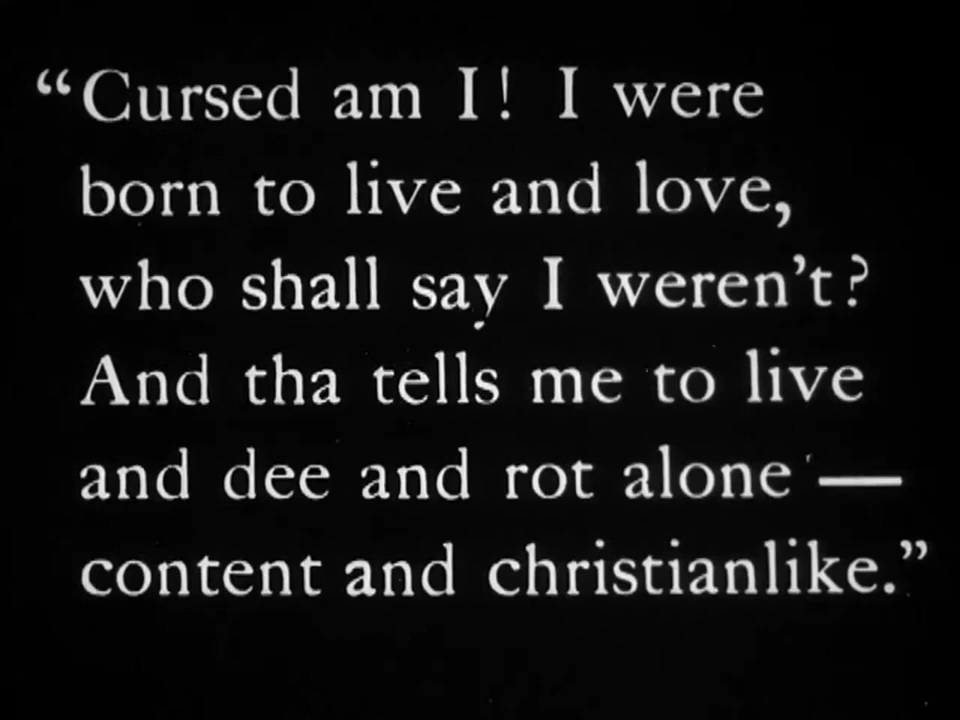 “Cursed am I! I were
born to live and love,
who shall say I weren’t?
And tha tells me to live
and dee and rot alone —
content and christianlike.”